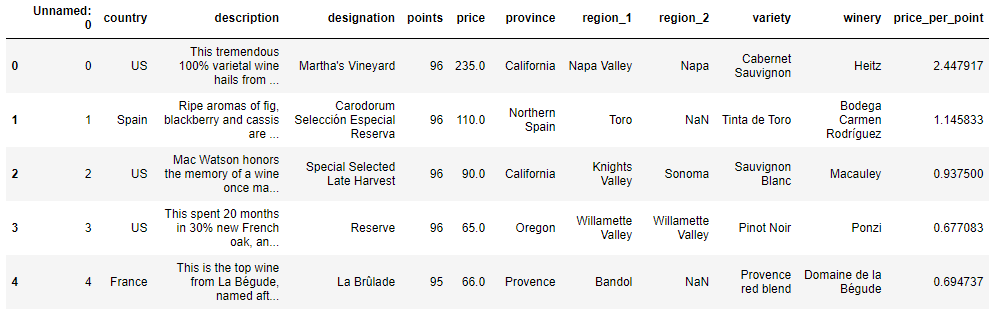 Unnamed: 0 country description designation points price province region_1 region_2 variety winery price_per_point
0 0 US This tremendous 100% varietal wine hails from ... Martha's Vineyard 96 235.0 California Napa Valley Napa Cabernet Sauvignon Heitz 2.447917
1 1 Spain Ripe aromas of fig, blackberry and cassis are ... Carodorum Selección Especial Reserva 96 110.0 Northern Spain Toro NaN Tinta de Toro Bodega Carmen Rodríguez 1.145833
2 2 US Mac Watson honors the memory of a wine once ma... Special Selected Late Harvest 96 90.0 California Knights Valley Sonoma Sauvignon Blanc Macauley 0.937500
3 3 US This spent 20 months in 30% new French oak, an... Reserve 96 65.0 Oregon Willamette Valley Willamette Valley Pinot Noir Ponzi 0.677083
4 4 France This is the top wine from La Bégude, named aft... La Brûlade 95 66.0 Provence Bandol NaN Provence red blend Domaine de la Bégude 0.694737